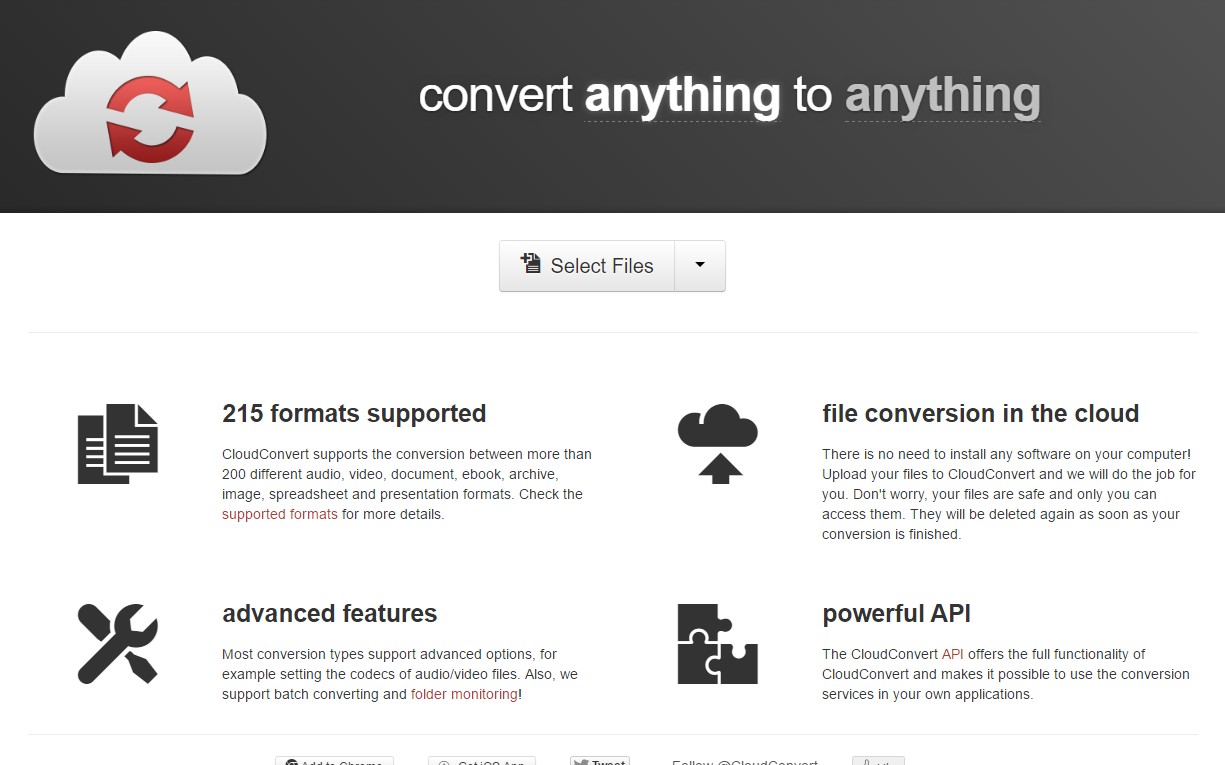 convert anything to anything
Select Files
215 formats supported
CloudConvert supports the conversion between more than
200 different audio, video, document, ebook, archive,
image, spreadsheet and presentation formats. Check the
supported formats for more details.
file conversion in the cloud
There is no need to install any software on your computer!
Upload your files to CloudConvert and we will do the job for
you. Don't worry, your files are safe and only you can
access them. They will be deleted again as soon as your
conversion is finished.
advanced features
Most conversion types support advanced options, for
example setting the codecs of audio/video files. Also, we
support batch converting and folder monitoring!
powerful API
The CloudConvert API offers the full functionality of
CloudConvert and makes it possible to use the conversion
services in your own applications.
Add to Chrome
Get iOS App
Tweet
Follow @CloudConvert